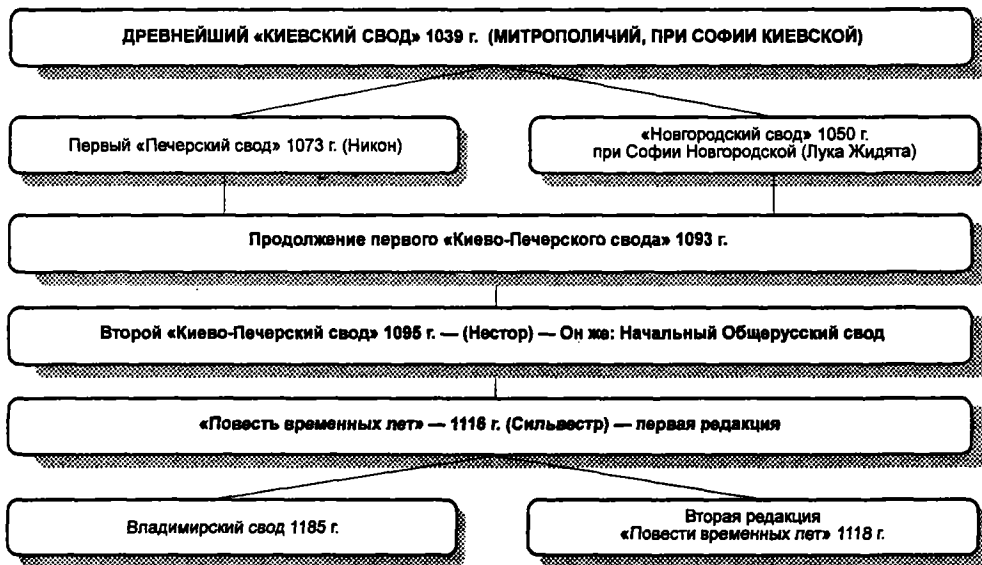 ДРЕВНЕЙШИЙ «КИЕВСКИЙ СВОД» 1039 г. (МИТРОПОЛИЧИЙ, ПРИ СОФИИ КИЕВСКОЙ)
Первый «Печерский свод» 1073 г. (Никон)
«Новгородский свод» 1050 г.
при Софии Новгородской (Лука Жидята)
Продолжение первого «Киево-Печерского свода» 1093 г.
Второй «Киево-Печерский свод» 1095 г. — (Нестор) — Он же: Начальный Общерусский свод
«Повесть временных лет» — 1116 г. (Сильвестр) — первая редакция
Владимирский свод 1185 г.
Вторая редакция
«Повести временных лет» 1118 г.